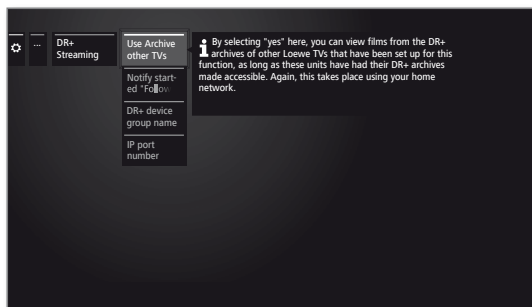 ...
DR+
Streaming
Use Archive
other TVs
Notify start-
ed "Follow
DR+ device
group name
IP port
number
By selecting "yes" here, you can view films from the DR+
archives of other Loewe TVs that have been set up for this
function, as long as these units have had their DR+ archives
made accessible. Again, this takes place using your home
network.